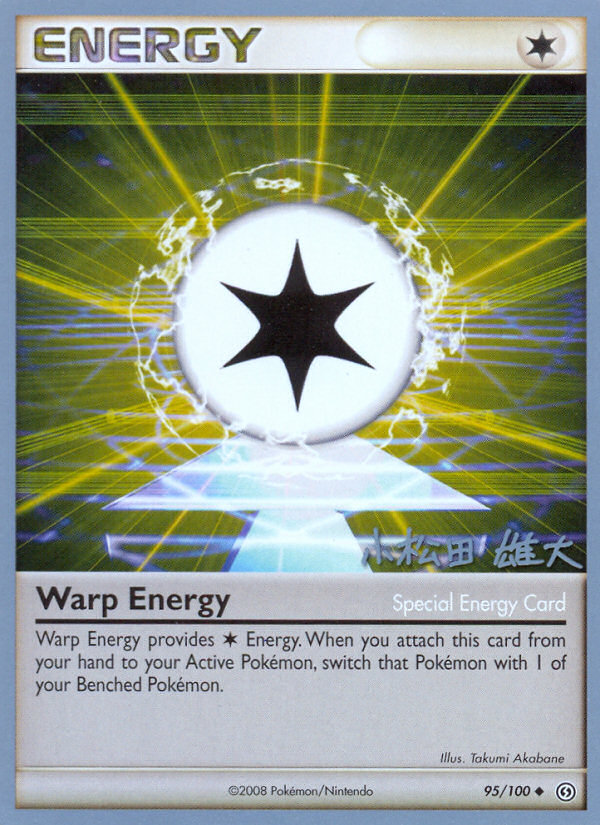 ENERGY
小松田 雄大
Warp Energy
Special Energy Card
Warp Energy provides ✶ Energy. When you attach this card from
your hand to your Active Pokémon, switch that Pokémon with 1 of
your Benched Pokémon.
Illus. Takumi Akabane
©2008 Pokémon/Nintendo
95/100